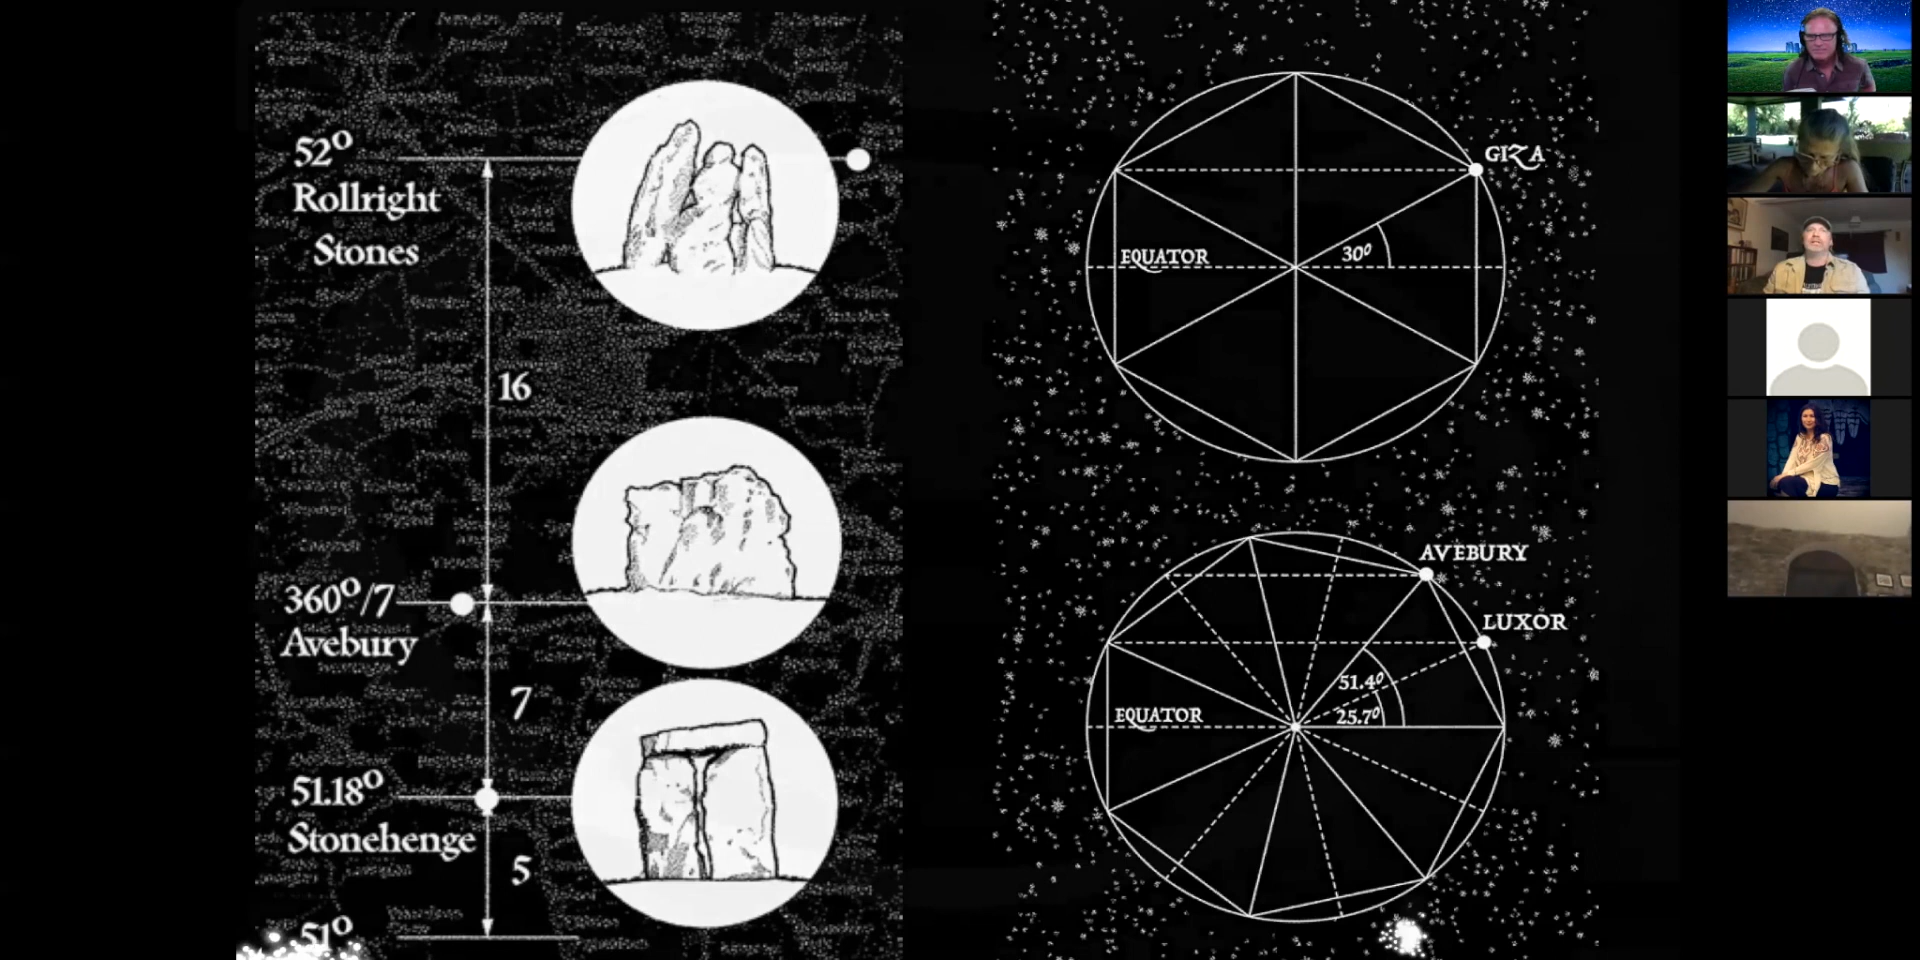 52°
Rollright
Stones
16
360°/7
Avebury
7
51.18°
Stonehenge
5
51°
GIZA
EQUATOR
30°
AVEBURY
LUXOR
51.4°
EQUATOR
25.7°